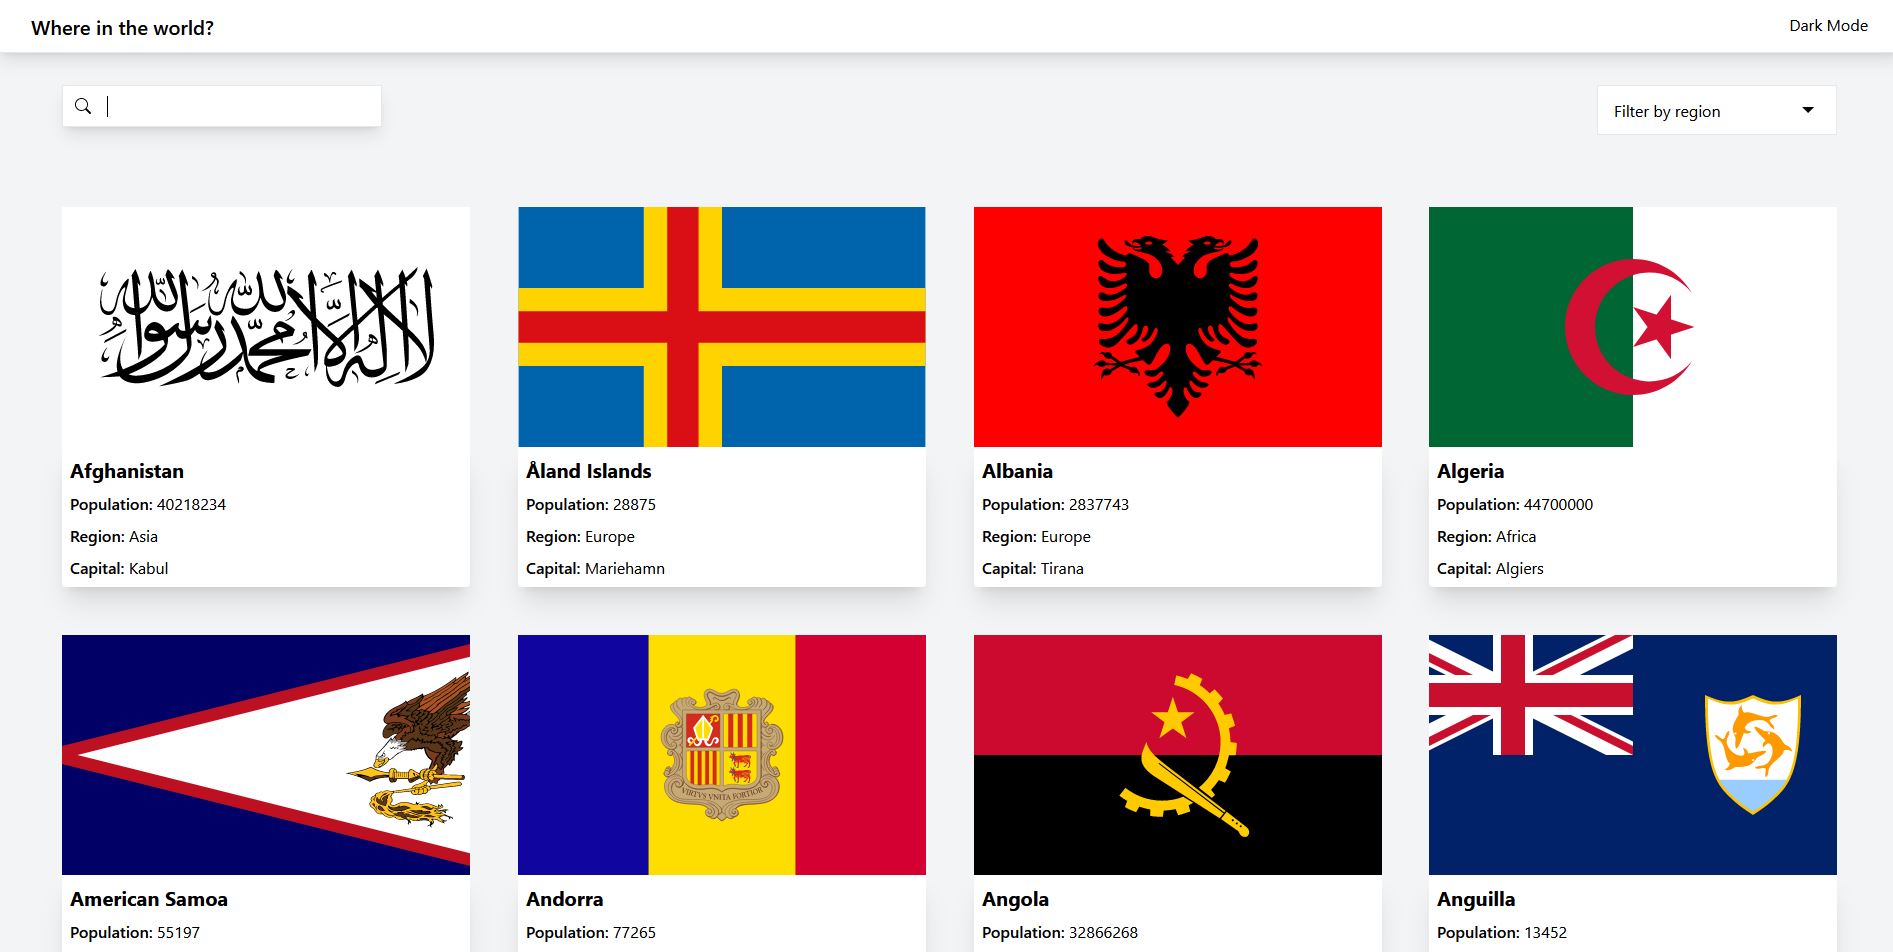 Where in the world?
Dark Mode
Filter by region
لا إله إلا الله محمد رسول الله
Afghanistan
Population: 40218234
Region: Asia
Capital: Kabul
Åland Islands
Population: 28875
Region: Europe
Capital: Mariehamn
Albania
Population: 2837743
Region: Europe
Capital: Tirana
Algeria
Population: 44700000
Region: Africa
Capital: Algiers
American Samoa
Population: 55197
VIRTVS VNITA FORTIOR
Andorra
Population: 77265
Angola
Population: 32866268
Anguilla
Population: 13452